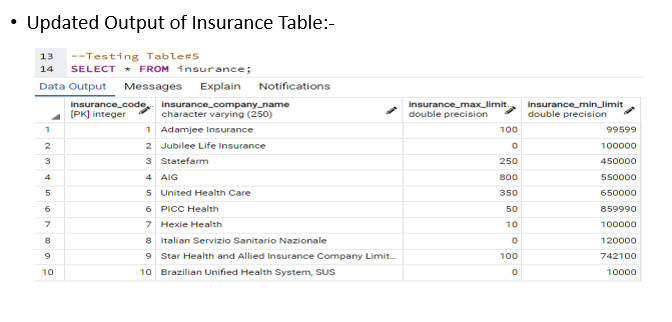 • Updated Output of Insurance Table:-
13 --Testing Table#5
14 SELECT * FROM insurance;
Data Output Messages Explain Notifications
insurance_code.. insurance_company_name insurance_max_limit.. insurance_min_limit
[PK] integer character varying (250) double precision double precision
1 1 Adamjee Insurance 100 99599
2 2 Jubilee Life Insurance 0 100000
3 3 Statefarm 250 450000
4 4 AIG 800 550000
5 5 United Health Care 350 650000
6 6 PICC Health 50 859990
7 7 Hexie Health 10 100000
8 8 Italian Servizio Sanitario Nazionale 0 120000
9 9 Star Health and Allied Insurance Company Limit... 100 742100
10 10 Brazilian Unified Health System, SUS 0 10000